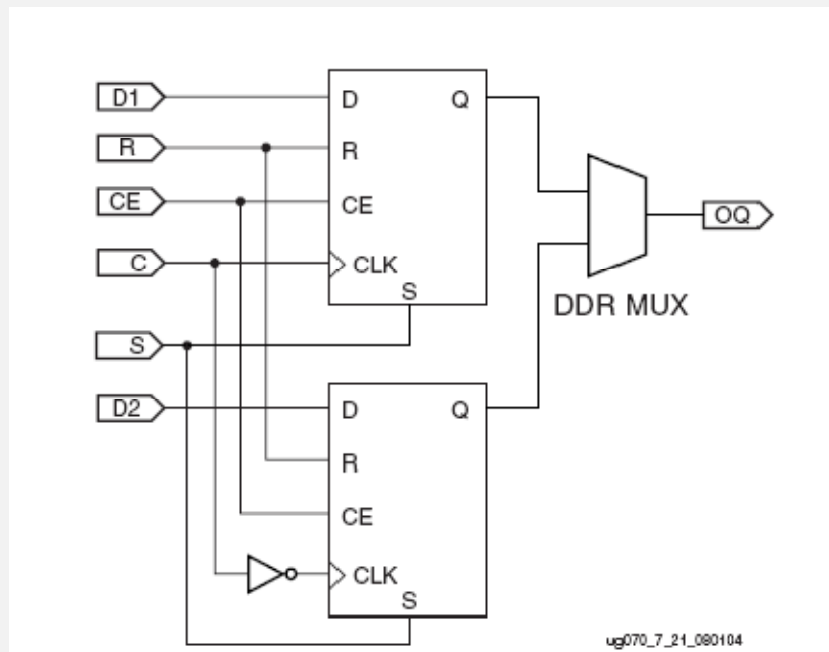 D1
D
Q
R
R
CE
CE
C
CLK
S
OQ
DDR MUX
S
D2
D
Q
R
CE
CLK
S
ug070_7_21_080104